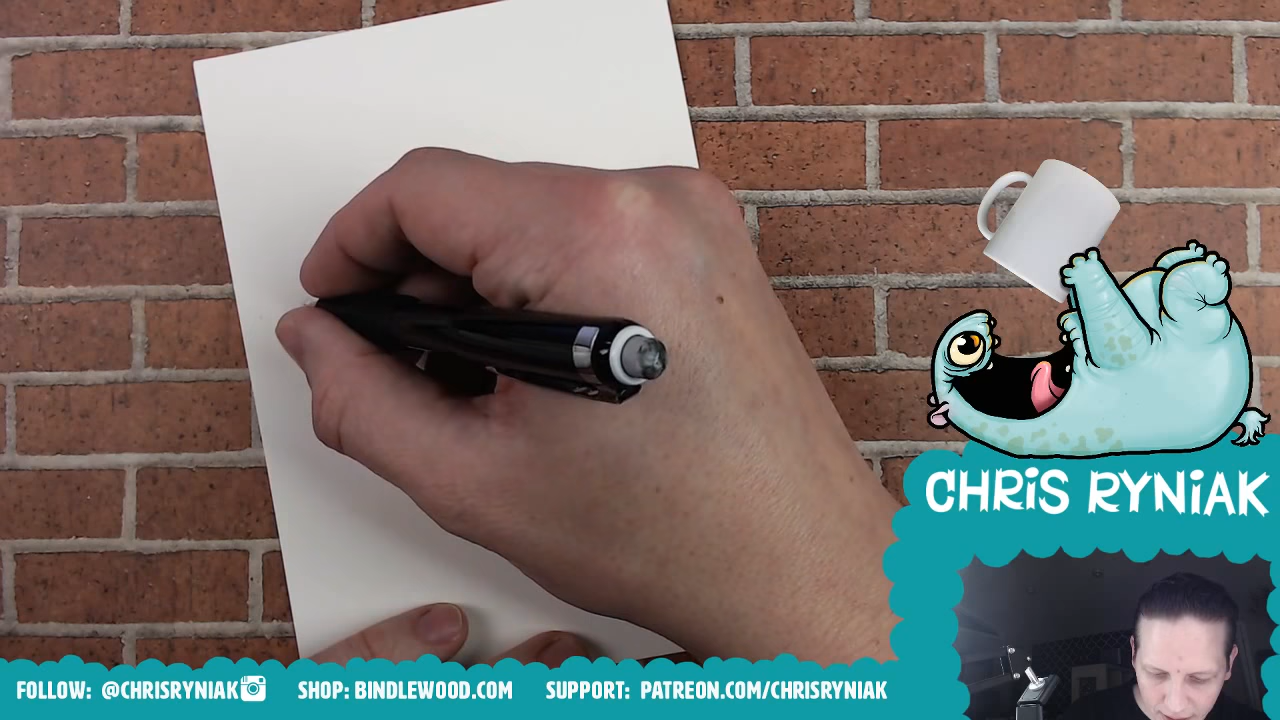 CHRIS RYNIAK
FOLLOW: @CHRISRYNIAK
SHOP: BINDLEWOOD.COM
SUPPORT: PATREON.COM/CHRISRYNIAK